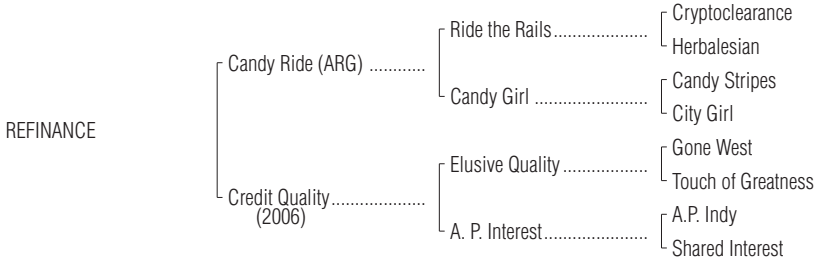 Cryptoclearance
Ride the Rails.....................
Herbalesian
Candy Ride (ARG) ............
Candy Stripes
Candy Girl .........................
City Girl
REFINANCE
Gone West
Elusive Quality...................
Touch of Greatness
Credit Quality.....................
(2006)
A.P. Indy
A. P. Interest.......................
Shared Interest